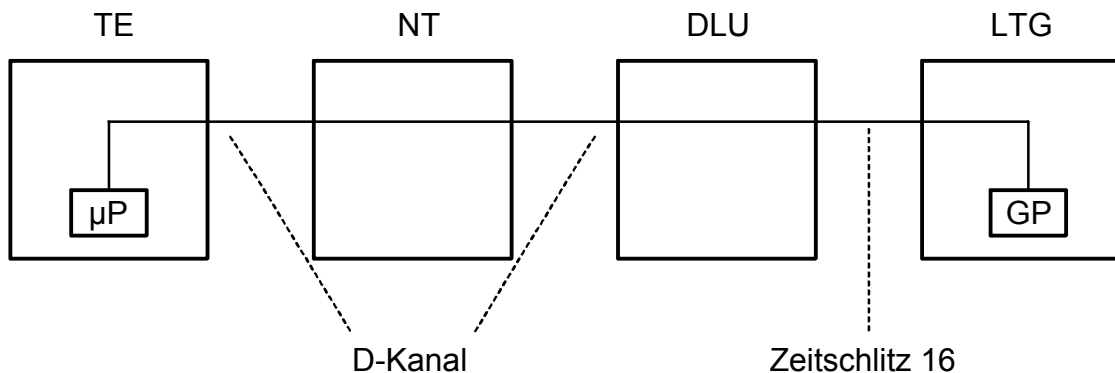 TE NT DLU LTG
µP GP
D-Kanal Zeitschlitz 16